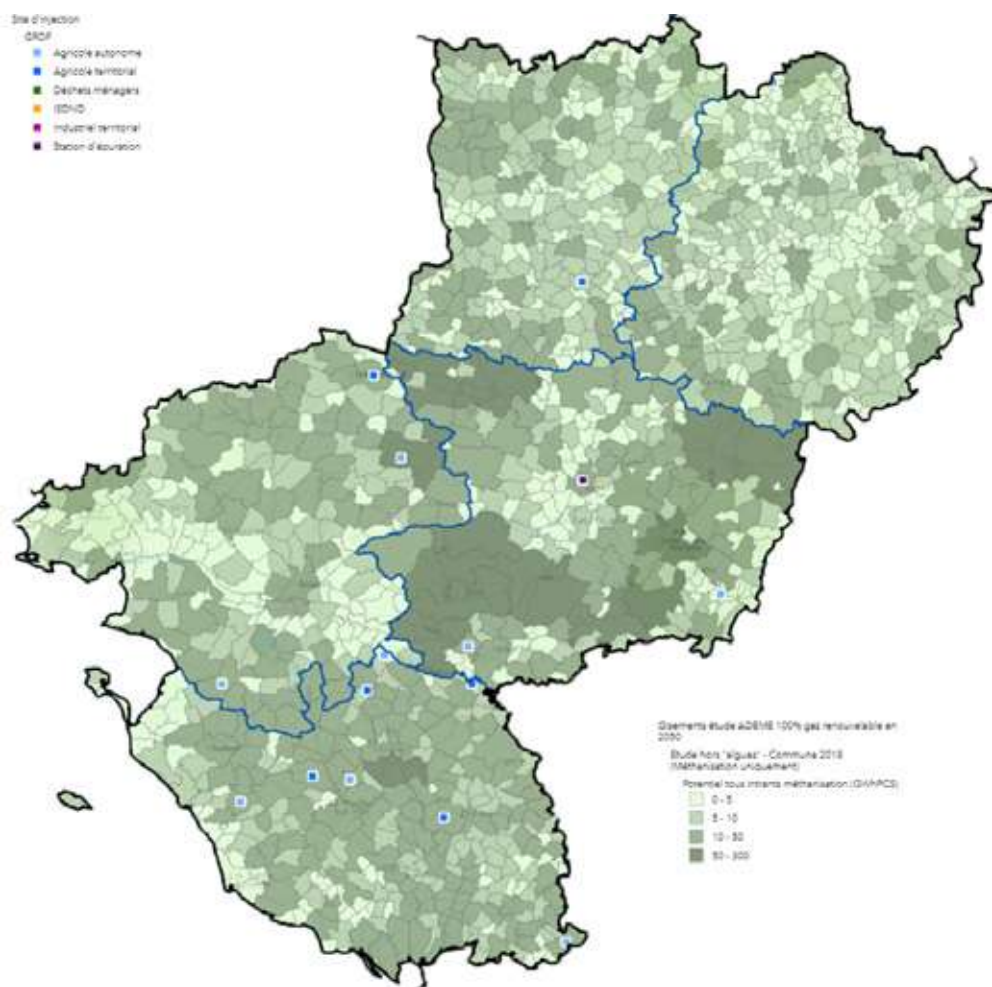 Site d'injection
GRDF
Agricole autonome
Agricole territorial
Déchets ménagers
ISDND
Industriel territorial
Station d'épuration
Gisements étude ADEME 100% gaz renouvelable en
2050
Etude hors "algues" - Commune 2018
(Méthanisation uniquement)
Potentiel tous intrants méthanisation (GWhPCS)
0 - 5
5 - 10
10 - 50
50 - 300